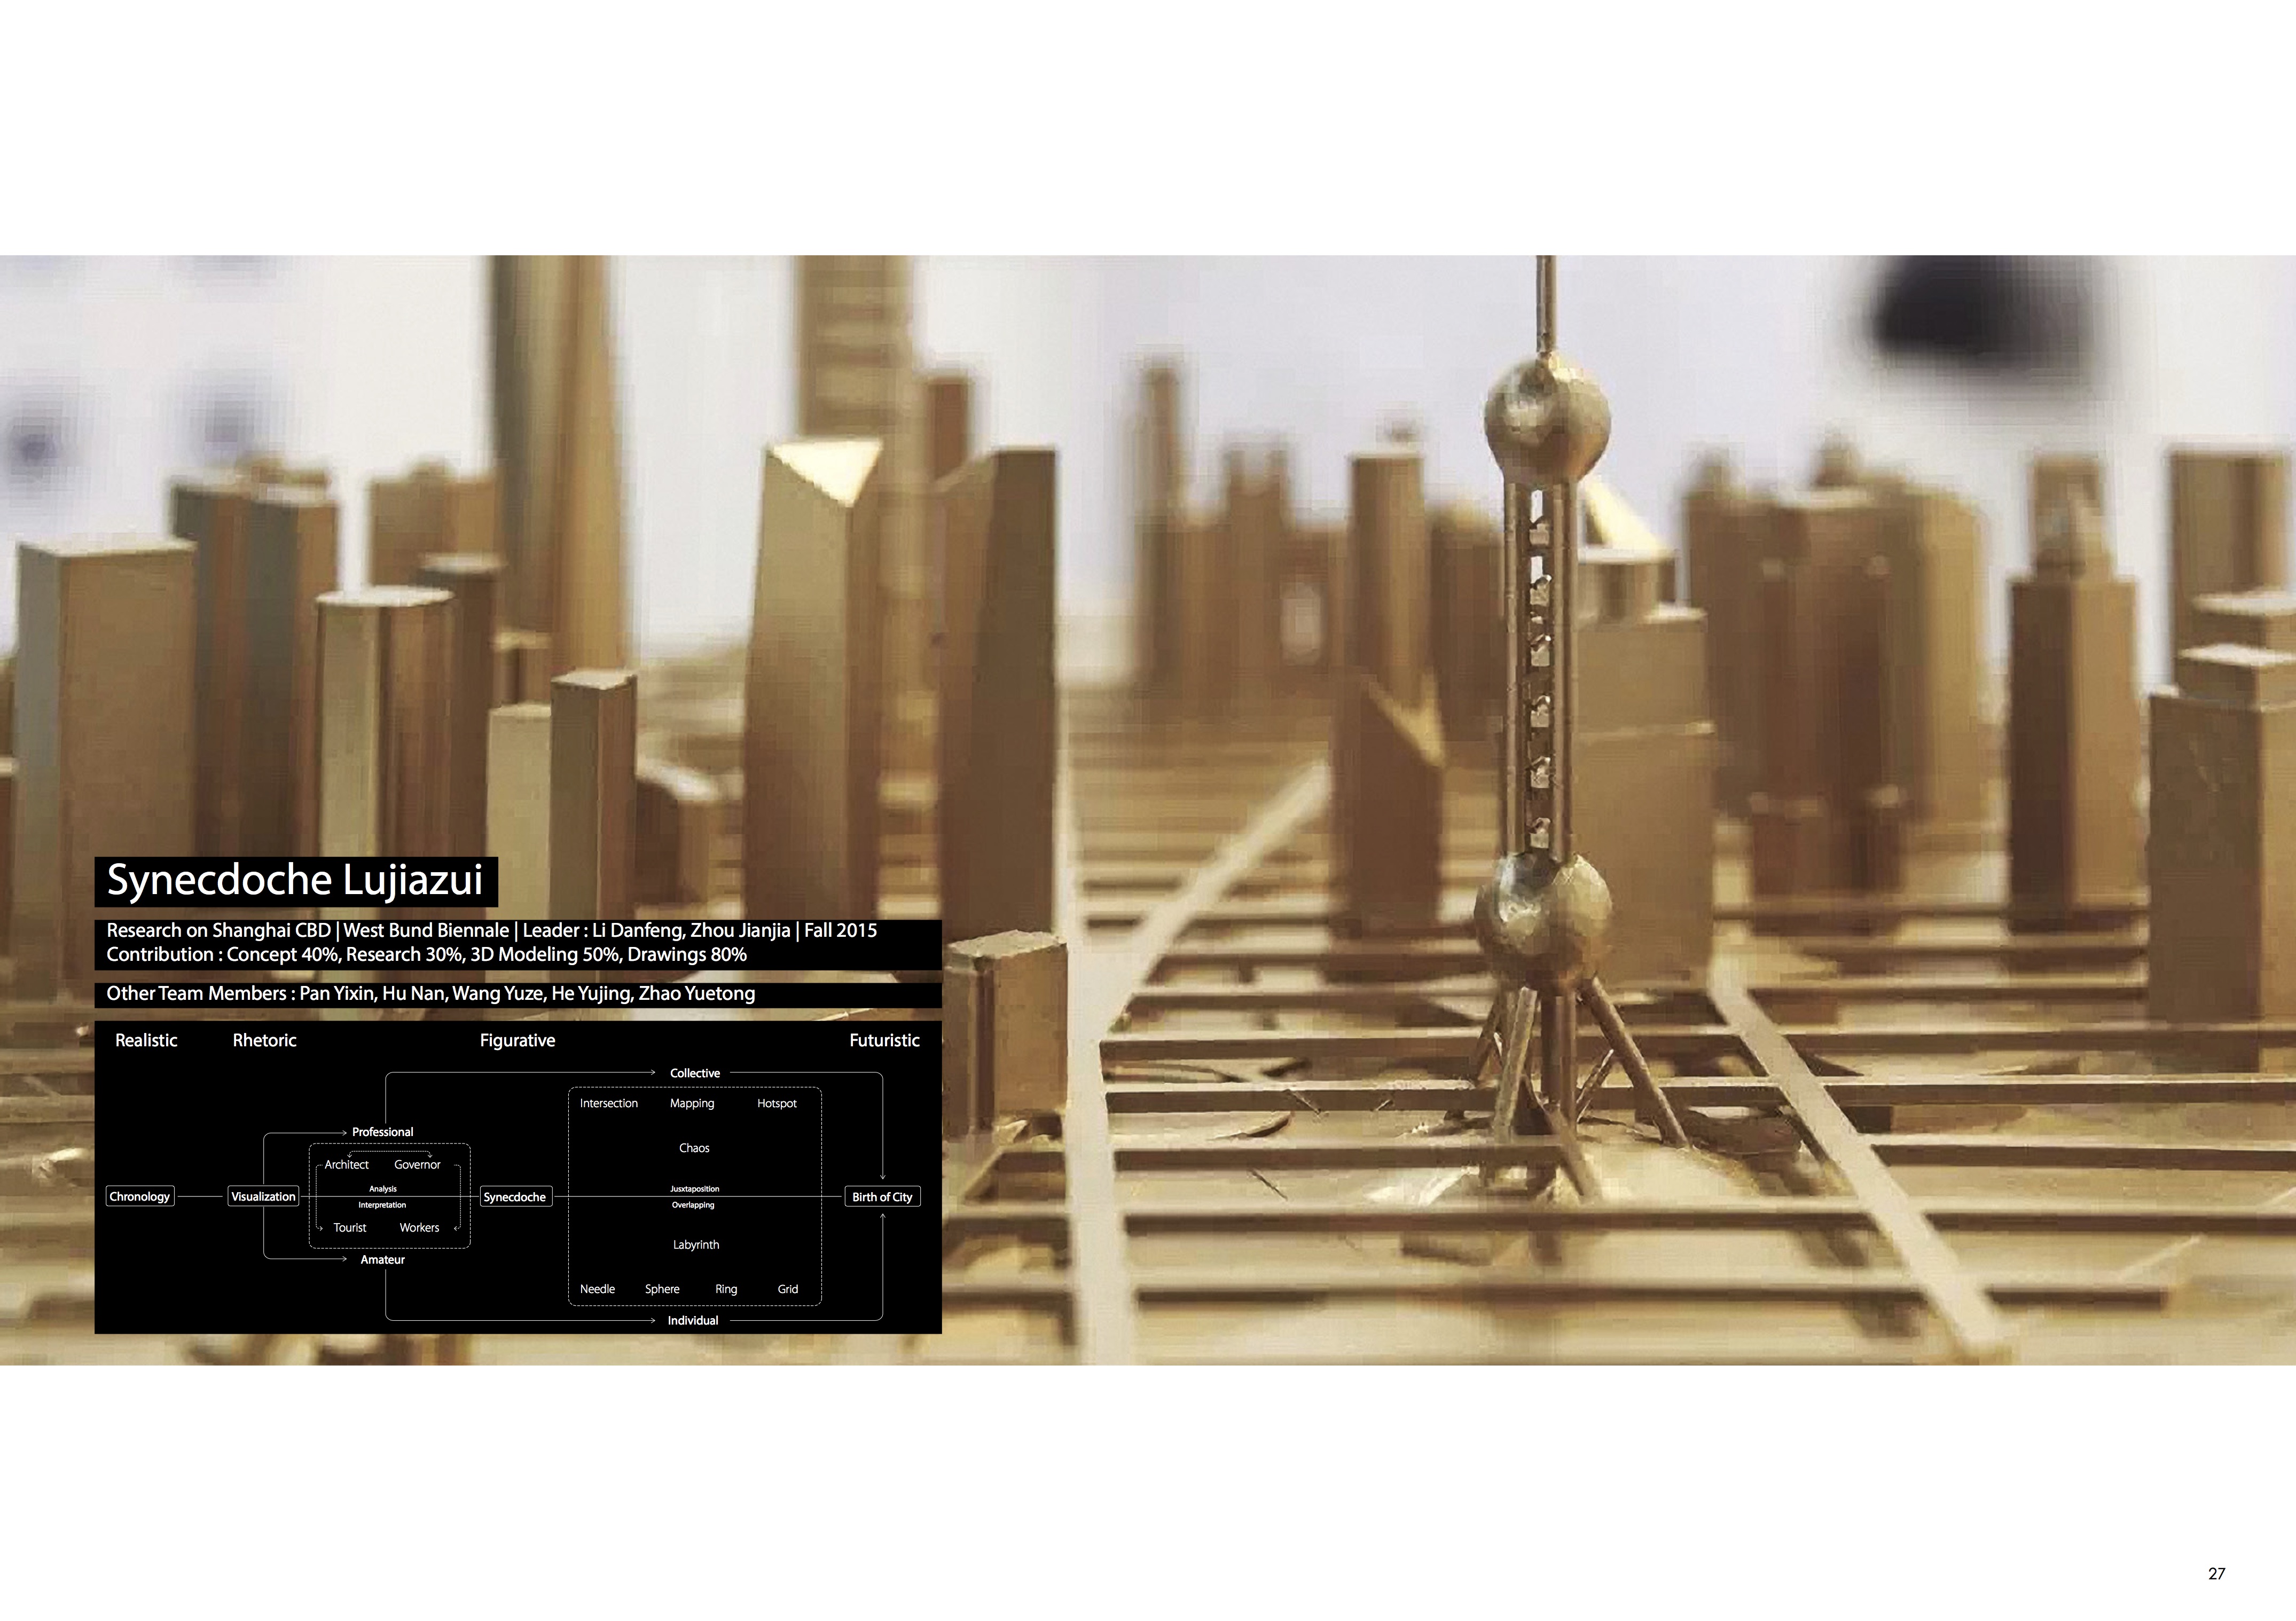 Synecdoche Lujiazui
Research on Shanghai CBD | West Bund Biennale | Leader : Li Danfeng, Zhou Jianjia | Fall 2015
Contribution : Concept 40%, Research 30%, 3D Modeling 50%, Drawings 80%
Other Team Members : Pan Yixin, Hu Nan, Wang Yuze, He Yujing, Zhao Yuetong
Realistic Rhetoric Figurative Futuristic
Collective
Intersection Mapping Hotspot
Professional
Chaos
Architect Governor
Analysis Jusxtaposition
Chronology Visualization Synecdoche Birth of City
Interpretation Overlapping
Tourist Workers
Labyrinth
Amateur
Needle Sphere Ring Grid
Individual
27